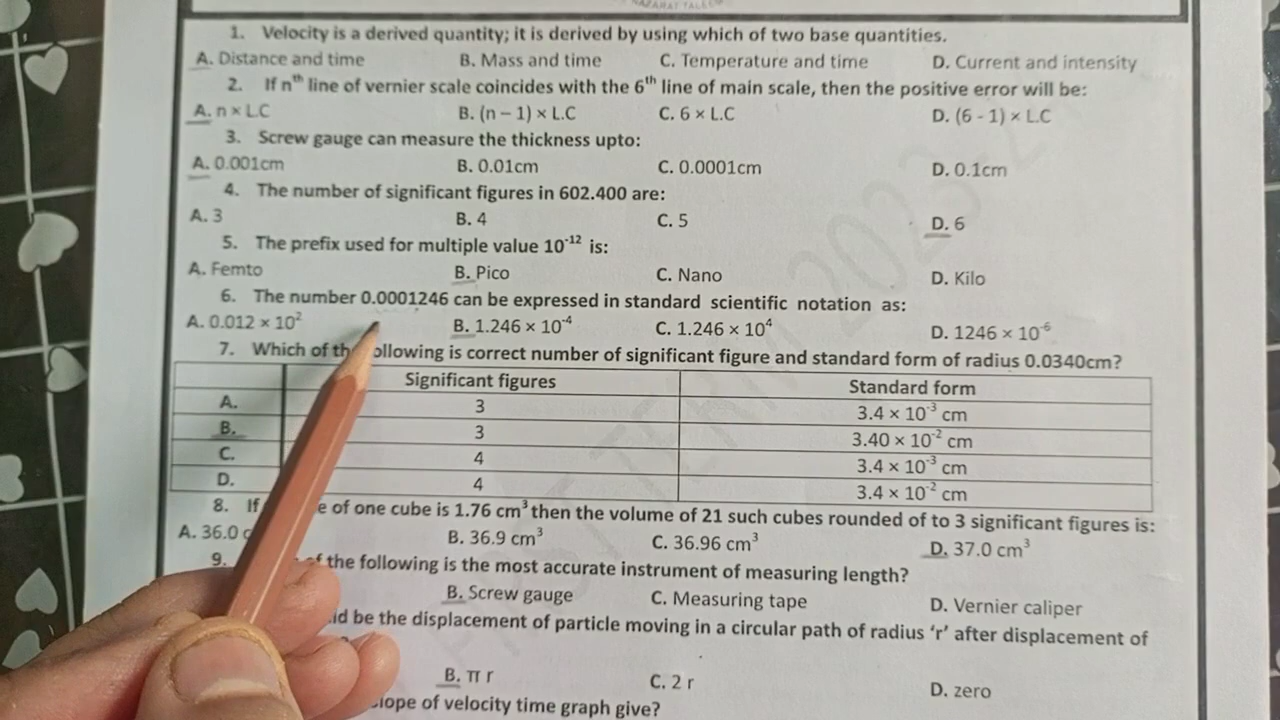 1. Velocity is a derived quantity; it is derived by using which of two base quantities.
A. Distance and time B. Mass and time C. Temperature and time D. Current and intensity
2. If nth line of vernier scale coincides with the 6th line of main scale, then the positive error will be:
A. n × L.C B. (n – 1) × L.C C. 6 × L.C D. (6 - 1) × L.C
3. Screw gauge can measure the thickness upto:
A. 0.001cm B. 0.01cm C. 0.0001cm D. 0.1cm
4. The number of significant figures in 602.400 are:
A. 3 B. 4 C. 5 D. 6
5. The prefix used for multiple value 10⁻¹² is:
A. Femto B. Pico C. Nano D. Kilo
6. The number 0.0001246 can be expressed in standard scientific notation as:
A. 0.012 × 10² B. 1.246 × 10⁻⁴ C. 1.246 × 10⁴ D. 1246 × 10⁻⁶
7. Which of the following is correct number of significant figure and standard form of radius 0.0340cm?
Significant figures Standard form
A. 3 3.4 × 10⁻³ cm
B. 3 3.40 × 10⁻² cm
C. 4 3.4 × 10⁻³ cm
D. 4 3.4 × 10⁻² cm
8. If of one cube is 1.76 cm³ then the volume of 21 such cubes rounded of to 3 significant figures is:
A. 36.0 B. 36.9 cm³ C. 36.96 cm³ D. 37.0 cm³
9. of the following is the most accurate instrument of measuring length?
B. Screw gauge C. Measuring tape D. Vernier caliper
be the displacement of particle moving in a circular path of radius ‘r’ after displacement of
B. π r C. 2 r D. zero
of velocity time graph give?
FIRST TERM 2023-2